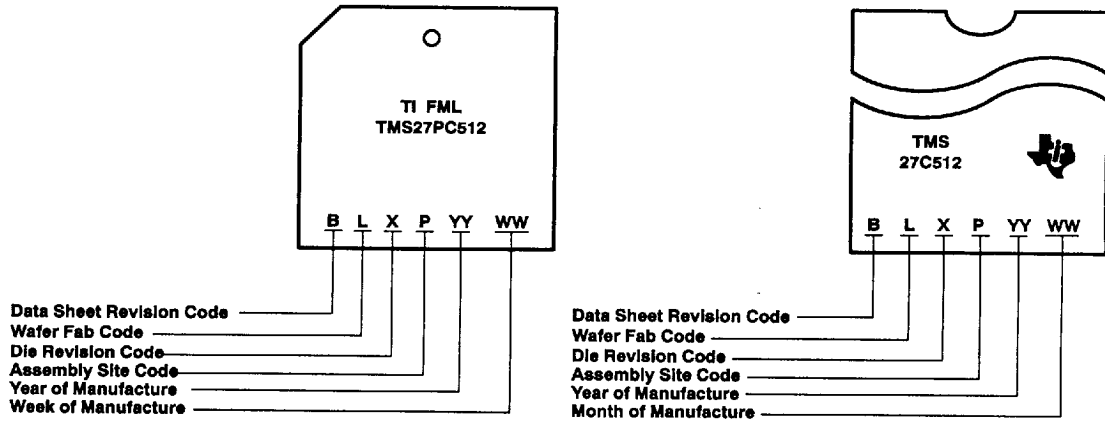 TI FML
TMS27PC512
B L X P YY WW
Data Sheet Revision Code
Wafer Fab Code
Die Revision Code
Assembly Site Code
Year of Manufacture
Week of Manufacture
TMS
27C512
B L X P YY WW
Data Sheet Revision Code
Wafer Fab Code
Die Revision Code
Assembly Site Code
Year of Manufacture
Month of Manufacture